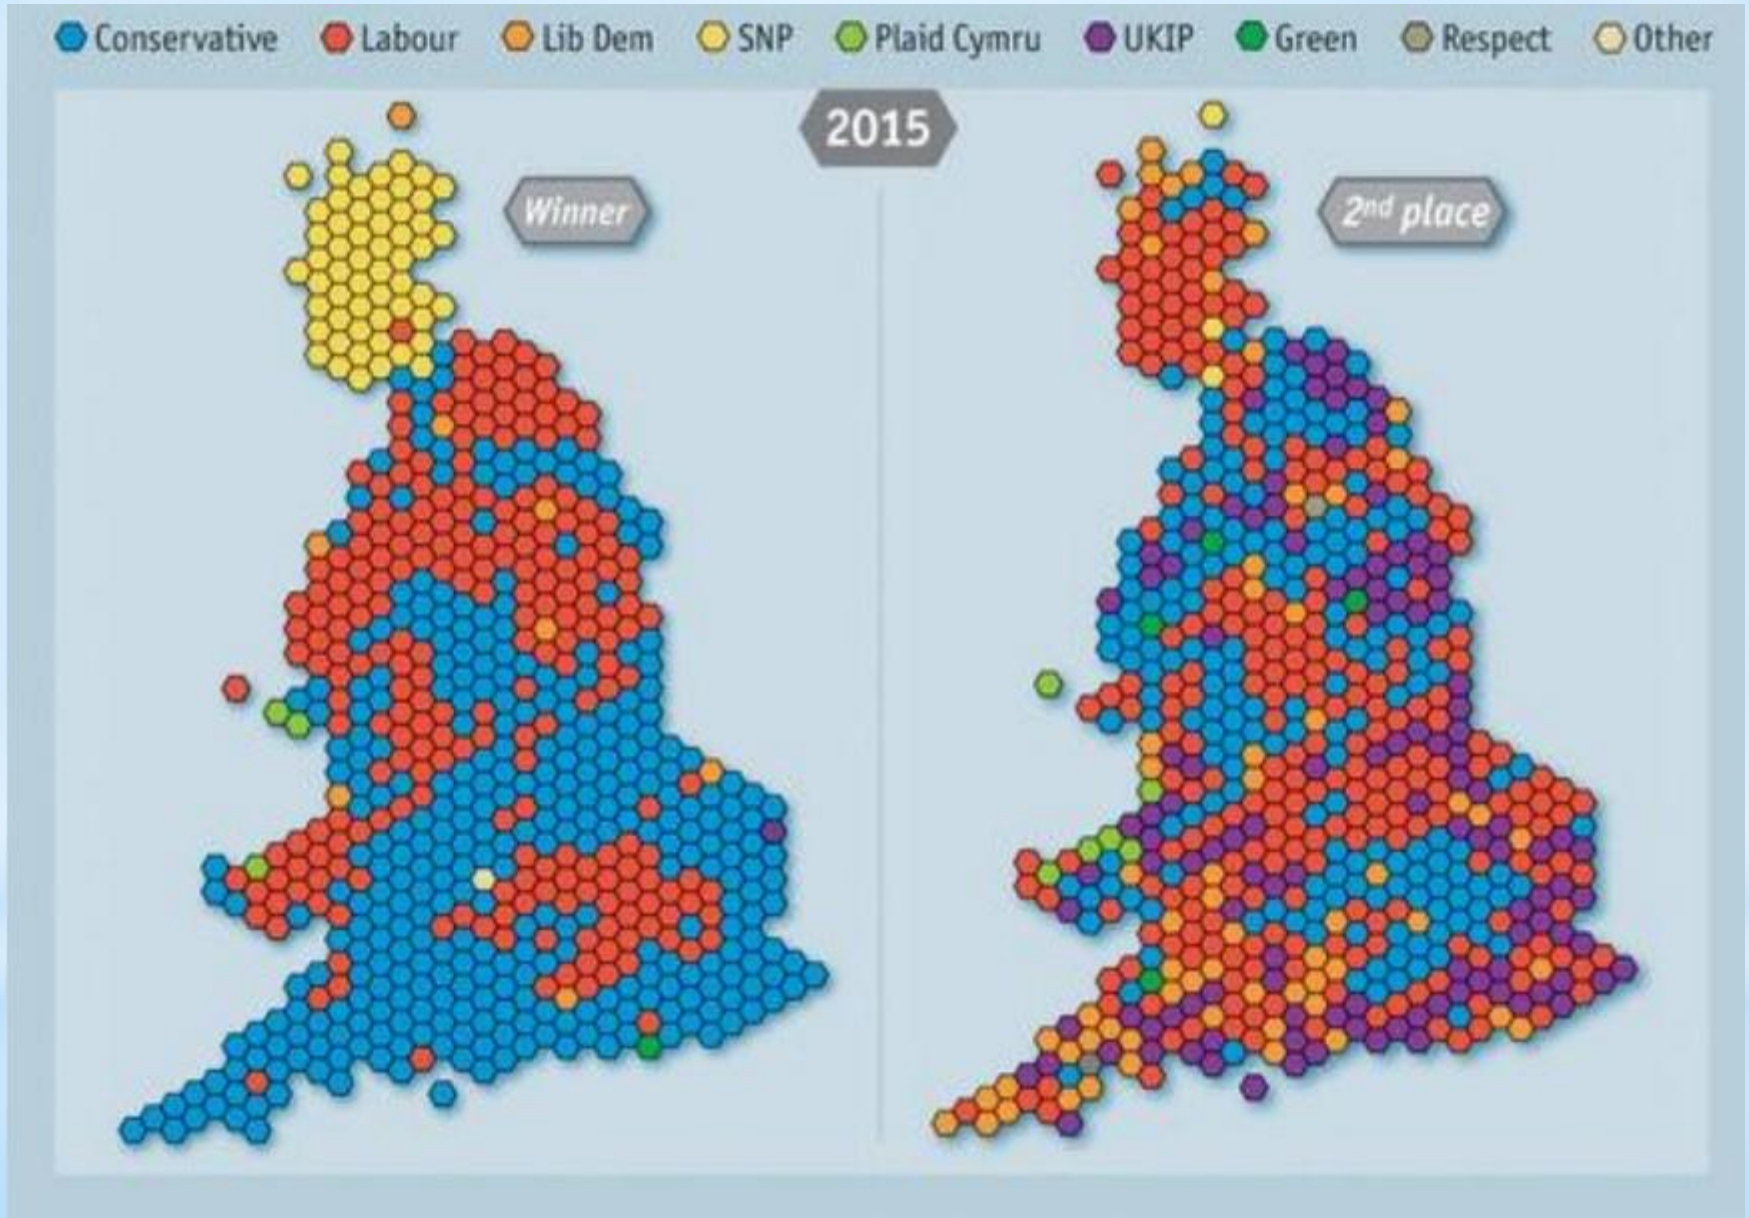 Conservative Labour Lib Dem SNP Plaid Cymru UKIP Green Respect Other
2015
Winner
2nd place